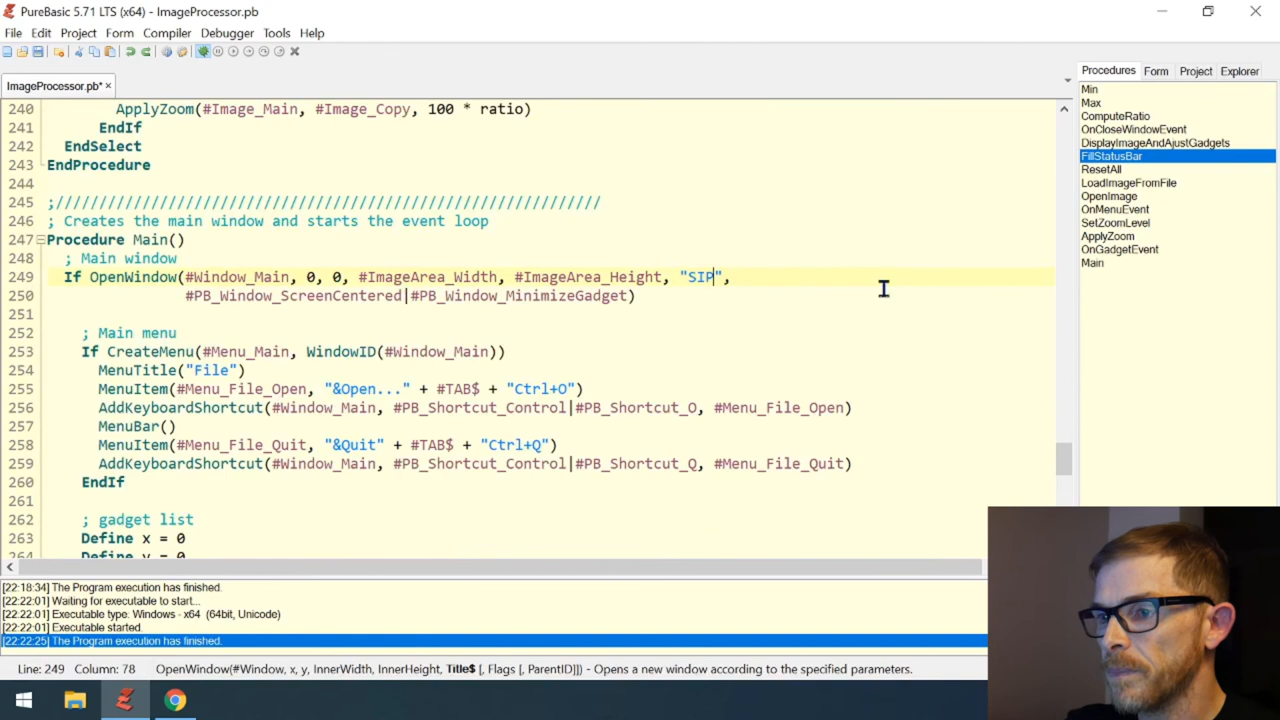 PureBasic 5.71 LTS (x64) - ImageProcessor.pb
File Edit Project Form Compiler Debugger Tools Help
ImageProcessor.pb*
Procedures Form Project Explorer
240 ApplyZoom(#Image_Main, #Image_Copy, 100 * ratio)
241 EndIf
242 EndSelect
243 EndProcedure
244
245 ;///////////////////////////////////////////////////////////////
246 ; Creates the main window and starts the event loop
247 Procedure Main()
248 ; Main window
249 If OpenWindow(#Window_Main, 0, 0, #ImageArea_Width, #ImageArea_Height, "SIP",
250 #PB_Window_ScreenCentered|#PB_Window_MinimizeGadget)
251
252 ; Main menu
253 If CreateMenu(#Menu_Main, WindowID(#Window_Main))
254 MenuTitle("File")
255 MenuItem(#Menu_File_Open, "&Open..." + #TAB$ + "Ctrl+O")
256 AddKeyboardShortcut(#Window_Main, #PB_Shortcut_Control|#PB_Shortcut_O, #Menu_File_Open)
257 MenuBar()
258 MenuItem(#Menu_File_Quit, "&Quit" + #TAB$ + "Ctrl+Q")
259 AddKeyboardShortcut(#Window_Main, #PB_Shortcut_Control|#PB_Shortcut_Q, #Menu_File_Quit)
260 EndIf
261
262 ; gadget list
263 Define x = 0
264 Define y = 0
Min
Max
ComputeRatio
OnCloseWindowEvent
DisplayImageAndAjustGadgets
FillStatusBar
ResetAll
LoadImageFromFile
OpenImage
OnMenuEvent
SetZoomLevel
ApplyZoom
OnGadgetEvent
Main
[22:18:34] The Program execution has finished.
[22:22:01] Waiting for executable to start...
[22:22:01] Executable type: Windows - x64 (64bit, Unicode)
[22:22:01] Executable started.
[22:22:25] The Program execution has finished.
Line: 249 Column: 78 OpenWindow(#Window, x, y, InnerWidth, InnerHeight, Title$ [, Flags [, ParentID]]) - Opens a new window according to the specified parameters.